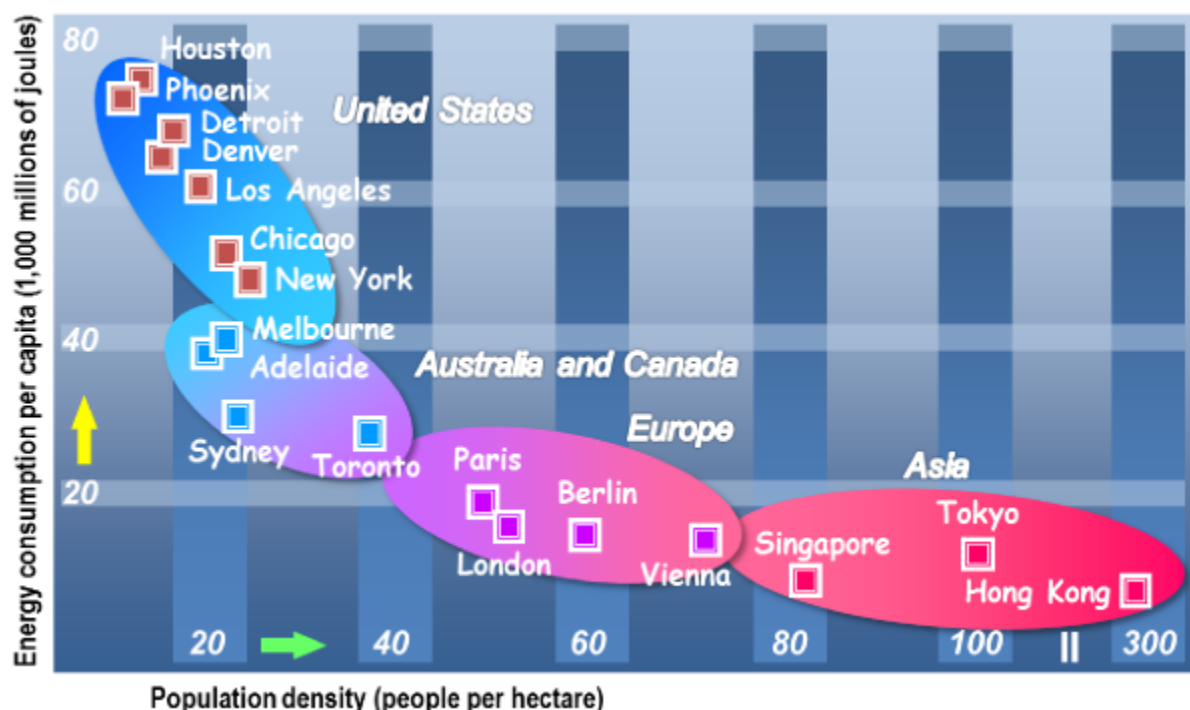 Energy consumption per capita (1,000 millions of joules)
80
Houston
Phoenix
United States
Detroit
Denver
60
Los Angeles
Chicago
New York
40
Melbourne
Adelaide
Australia and Canada
Europe
Sydney
Toronto
Paris
Asia
20
Berlin
Tokyo
London
Vienna
Singapore
Hong Kong
20 40 60 80 100 || 300
Population density (people per hectare)